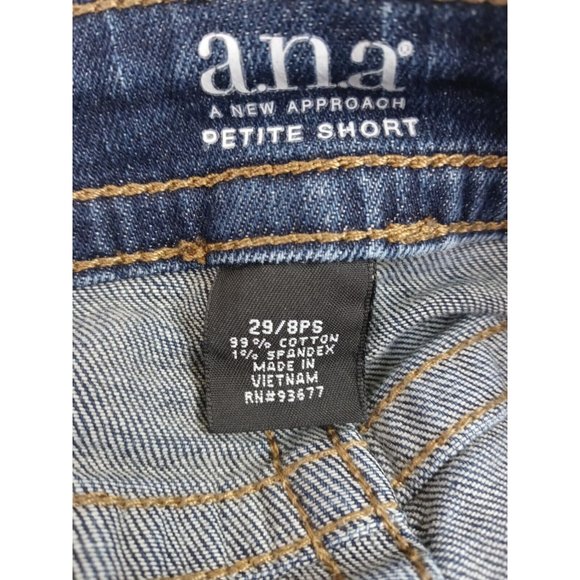 a.n.a®
A NEW APPROACH
PETITE SHORT
29/8PS
99% COTTON
1% SPANDEX
MADE IN
VIETNAM
RN#93677